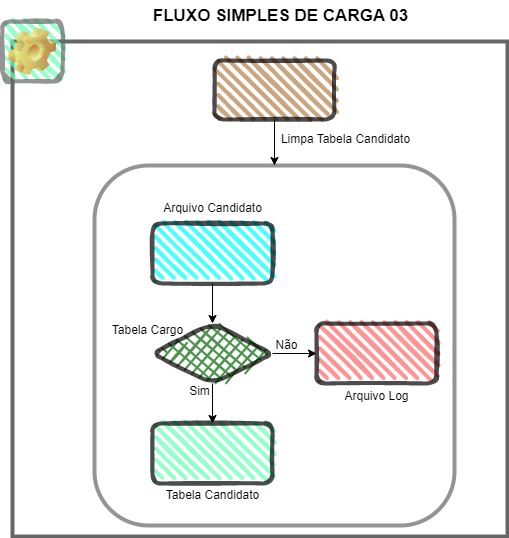 FLUXO SIMPLES DE CARGA 03
Limpa Tabela Candidato
Arquivo Candidato
Tabela Cargo
Não
Sim
Arquivo Log
Tabela Candidato